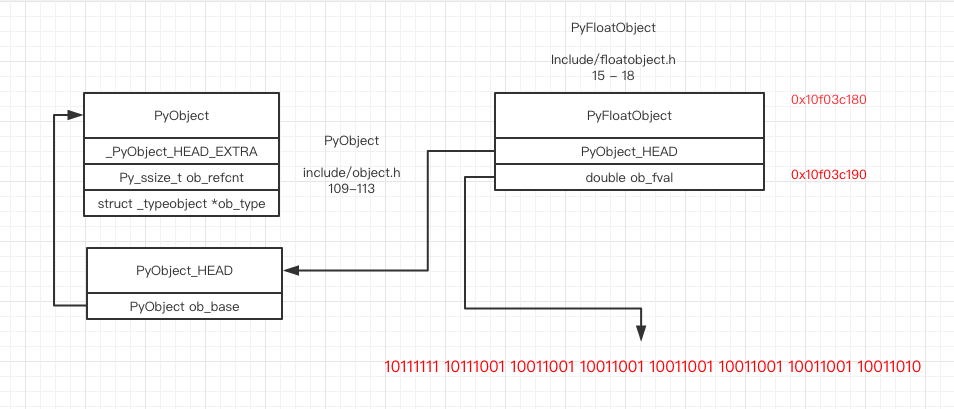 PyFloatObject
Include/floatobject.h
15 - 18
PyObject
_PyObject_HEAD_EXTRA
Py_ssize_t ob_refcnt
struct _typeobject *ob_type
PyObject
include/object.h
109-113
PyFloatObject
PyObject_HEAD
double ob_fval
0x10f03c180
0x10f03c190
PyObject_HEAD
PyObject ob_base
10111111 10111001 10011001 10011001 10011001 10011001 10011001 10011010